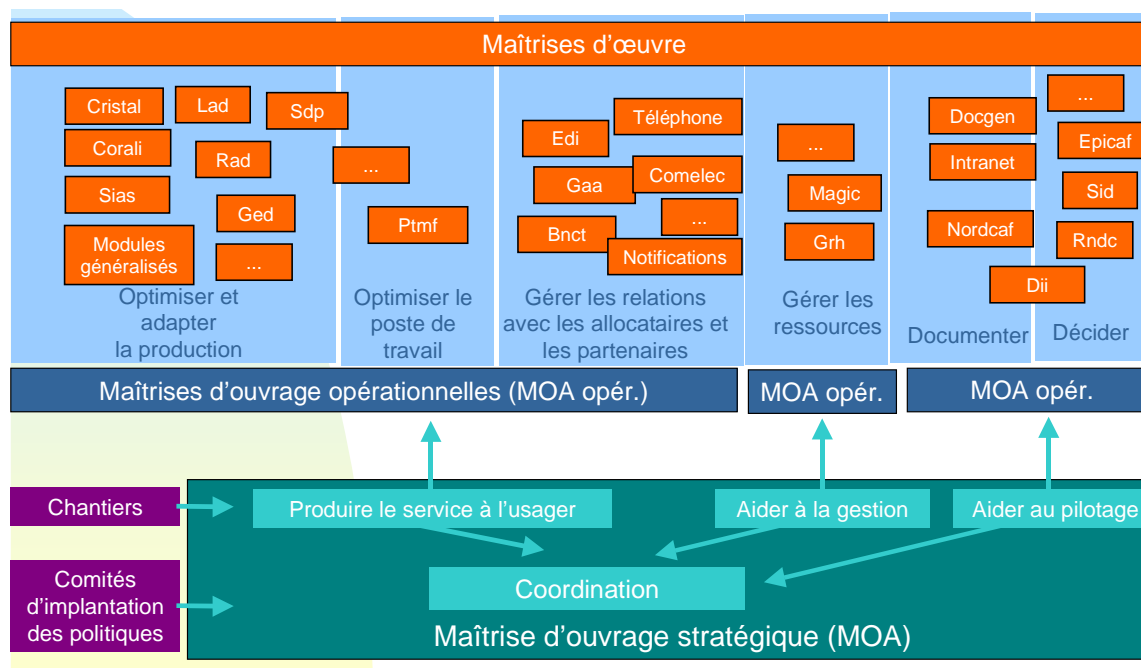 Maîtrises d'œuvre
Cristal
Lad
Sdp
Corali
Rad
Sias
Ged
Modules
généralisés
...
Optimiser et
adapter
la production
...
Ptmf
Optimiser le
poste de
travail
Téléphone
Edi
Comelec
Gaa
...
Bnct
Notifications
Gérer les relations
avec les allocataires et
les partenaires
...
Magic
Grh
Gérer les
ressources
Docgen
Intranet
Nordcaf
Documenter
...
Epicaf
Sid
Rndc
Dii
Décider
Maîtrises d'ouvrage opérationnelles (MOA opér.)
MOA opér.
MOA opér.
Chantiers
Produire le service à l'usager
Aider à la gestion
Aider au pilotage
Comités
d'implantation
des politiques
Coordination
Maîtrise d'ouvrage stratégique (MOA)